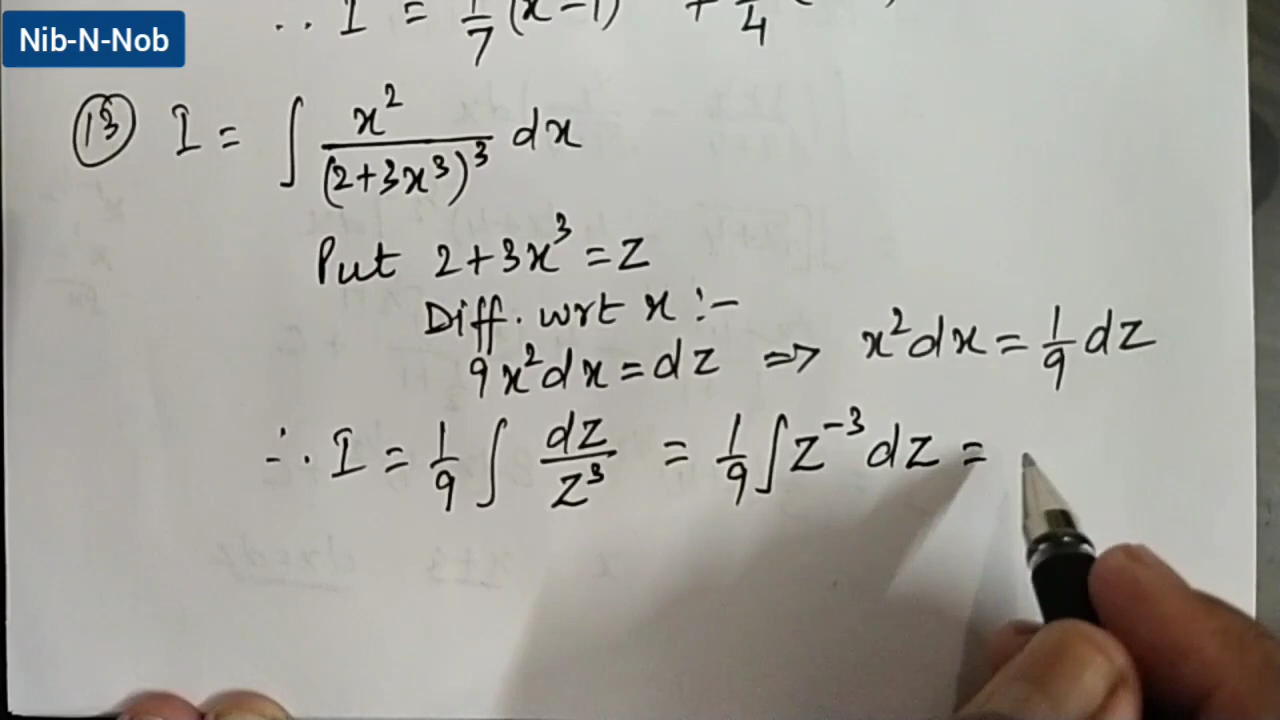 Nib-N-Nob
∴ I = 1/7 (x-1) + /4 (
(13) I = ∫ x²/(2+3x³)³ dx
Put 2+3x³ = z
Diff. wrt x :-
9x²dx = dz ⇒ x²dx = 1/9 dz
∴ I = 1/9 ∫ dz/z³ = 1/9 ∫ z⁻³ dz =